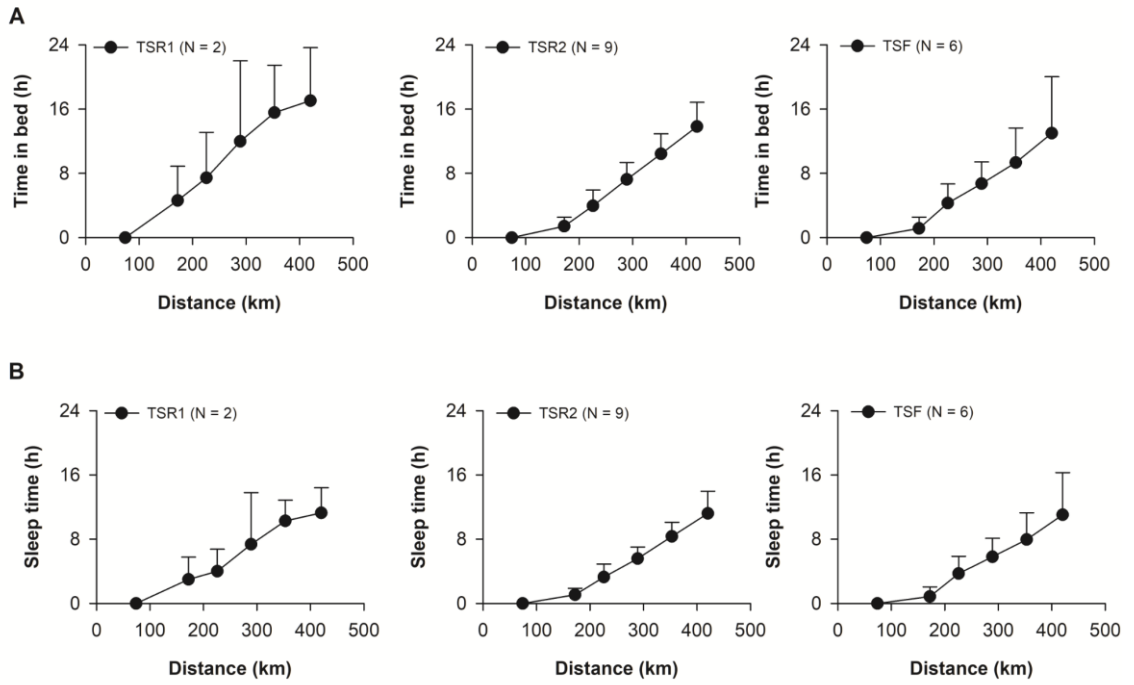 A
TSR1 (N = 2)
TSR2 (N = 9)
TSF (N = 6)
24
16
8
0
Time in bed (h)
0 100 200 300 400 500
Distance (km)
24
16
8
0
Time in bed (h)
0 100 200 300 400 500
Distance (km)
24
16
8
0
Time in bed (h)
0 100 200 300 400 500
Distance (km)
B
TSR1 (N = 2)
TSR2 (N = 9)
TSF (N = 6)
24
16
8
0
Sleep time (h)
0 100 200 300 400 500
Distance (km)
24
16
8
0
Sleep time (h)
0 100 200 300 400 500
Distance (km)
24
16
8
0
Sleep time (h)
0 100 200 300 400 500
Distance (km)